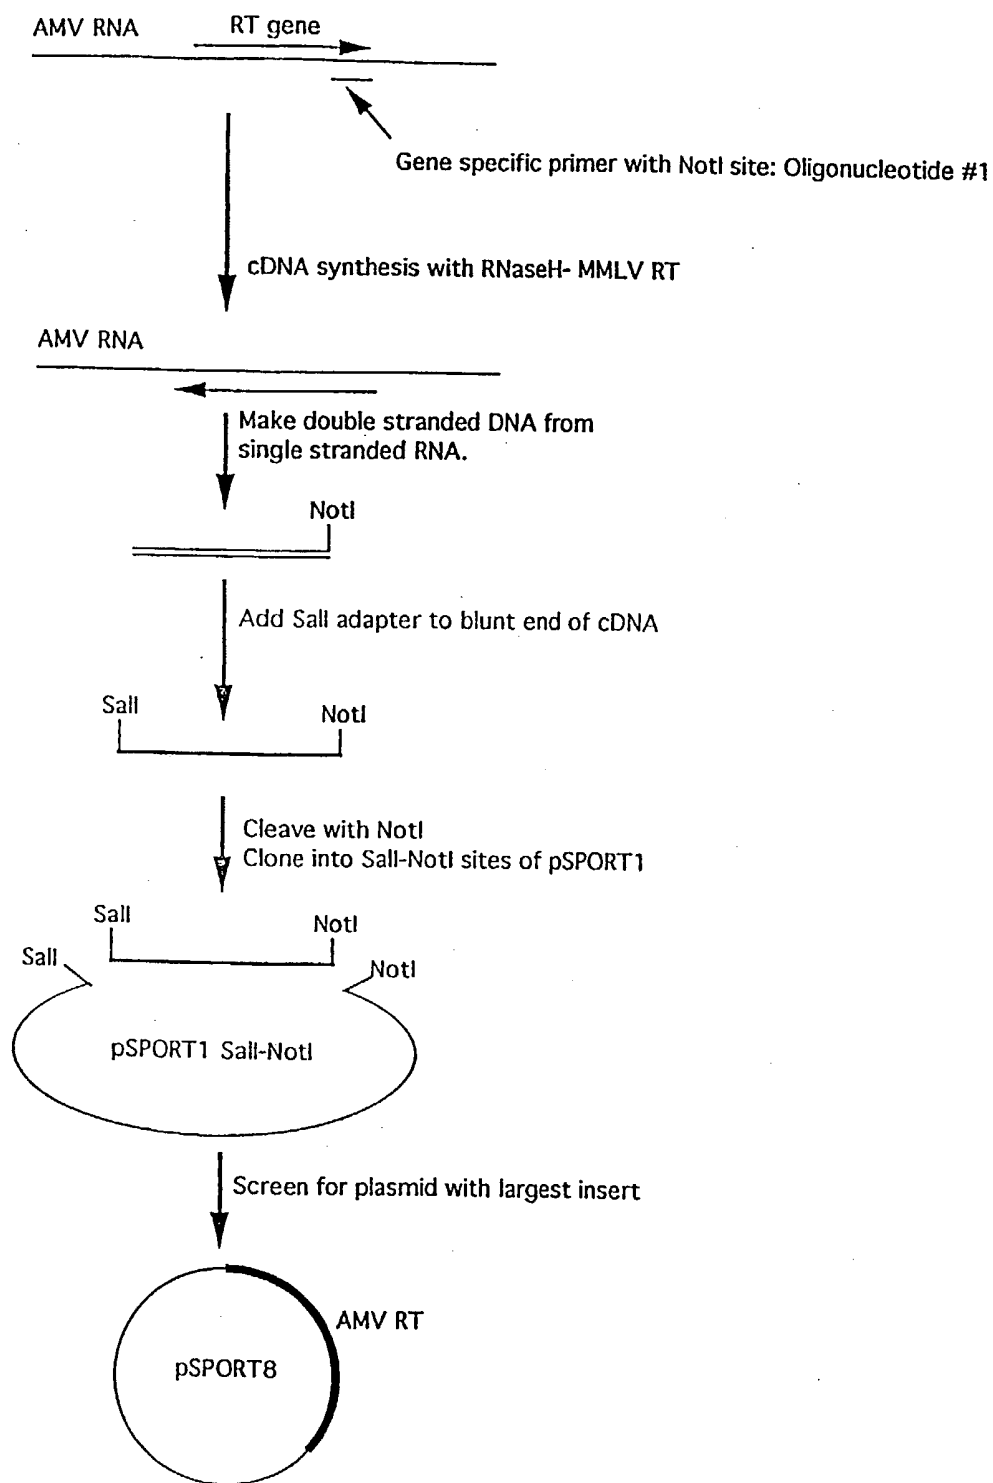 AMV RNA
RT gene
Gene specific primer with NotI site: Oligonucleotide #1
cDNA synthesis with RNaseH- MMLV RT
AMV RNA
Make double stranded DNA from
single stranded RNA.
NotI
Add SalI adapter to blunt end of cDNA
SalI
NotI
Cleave with NotI
Clone into SalI-NotI sites of pSPORT1
SalI
NotI
SalI
NotI
pSPORT1 SalI-NotI
Screen for plasmid with largest insert
AMV RT
pSPORT8